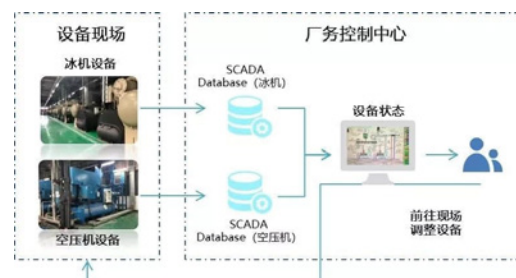 设备现场
冰机设备
空压机设备
厂务控制中心
SCADA
Database（冰机）
设备状态
SCADA
Database（空压机）
前往现场
调整设备